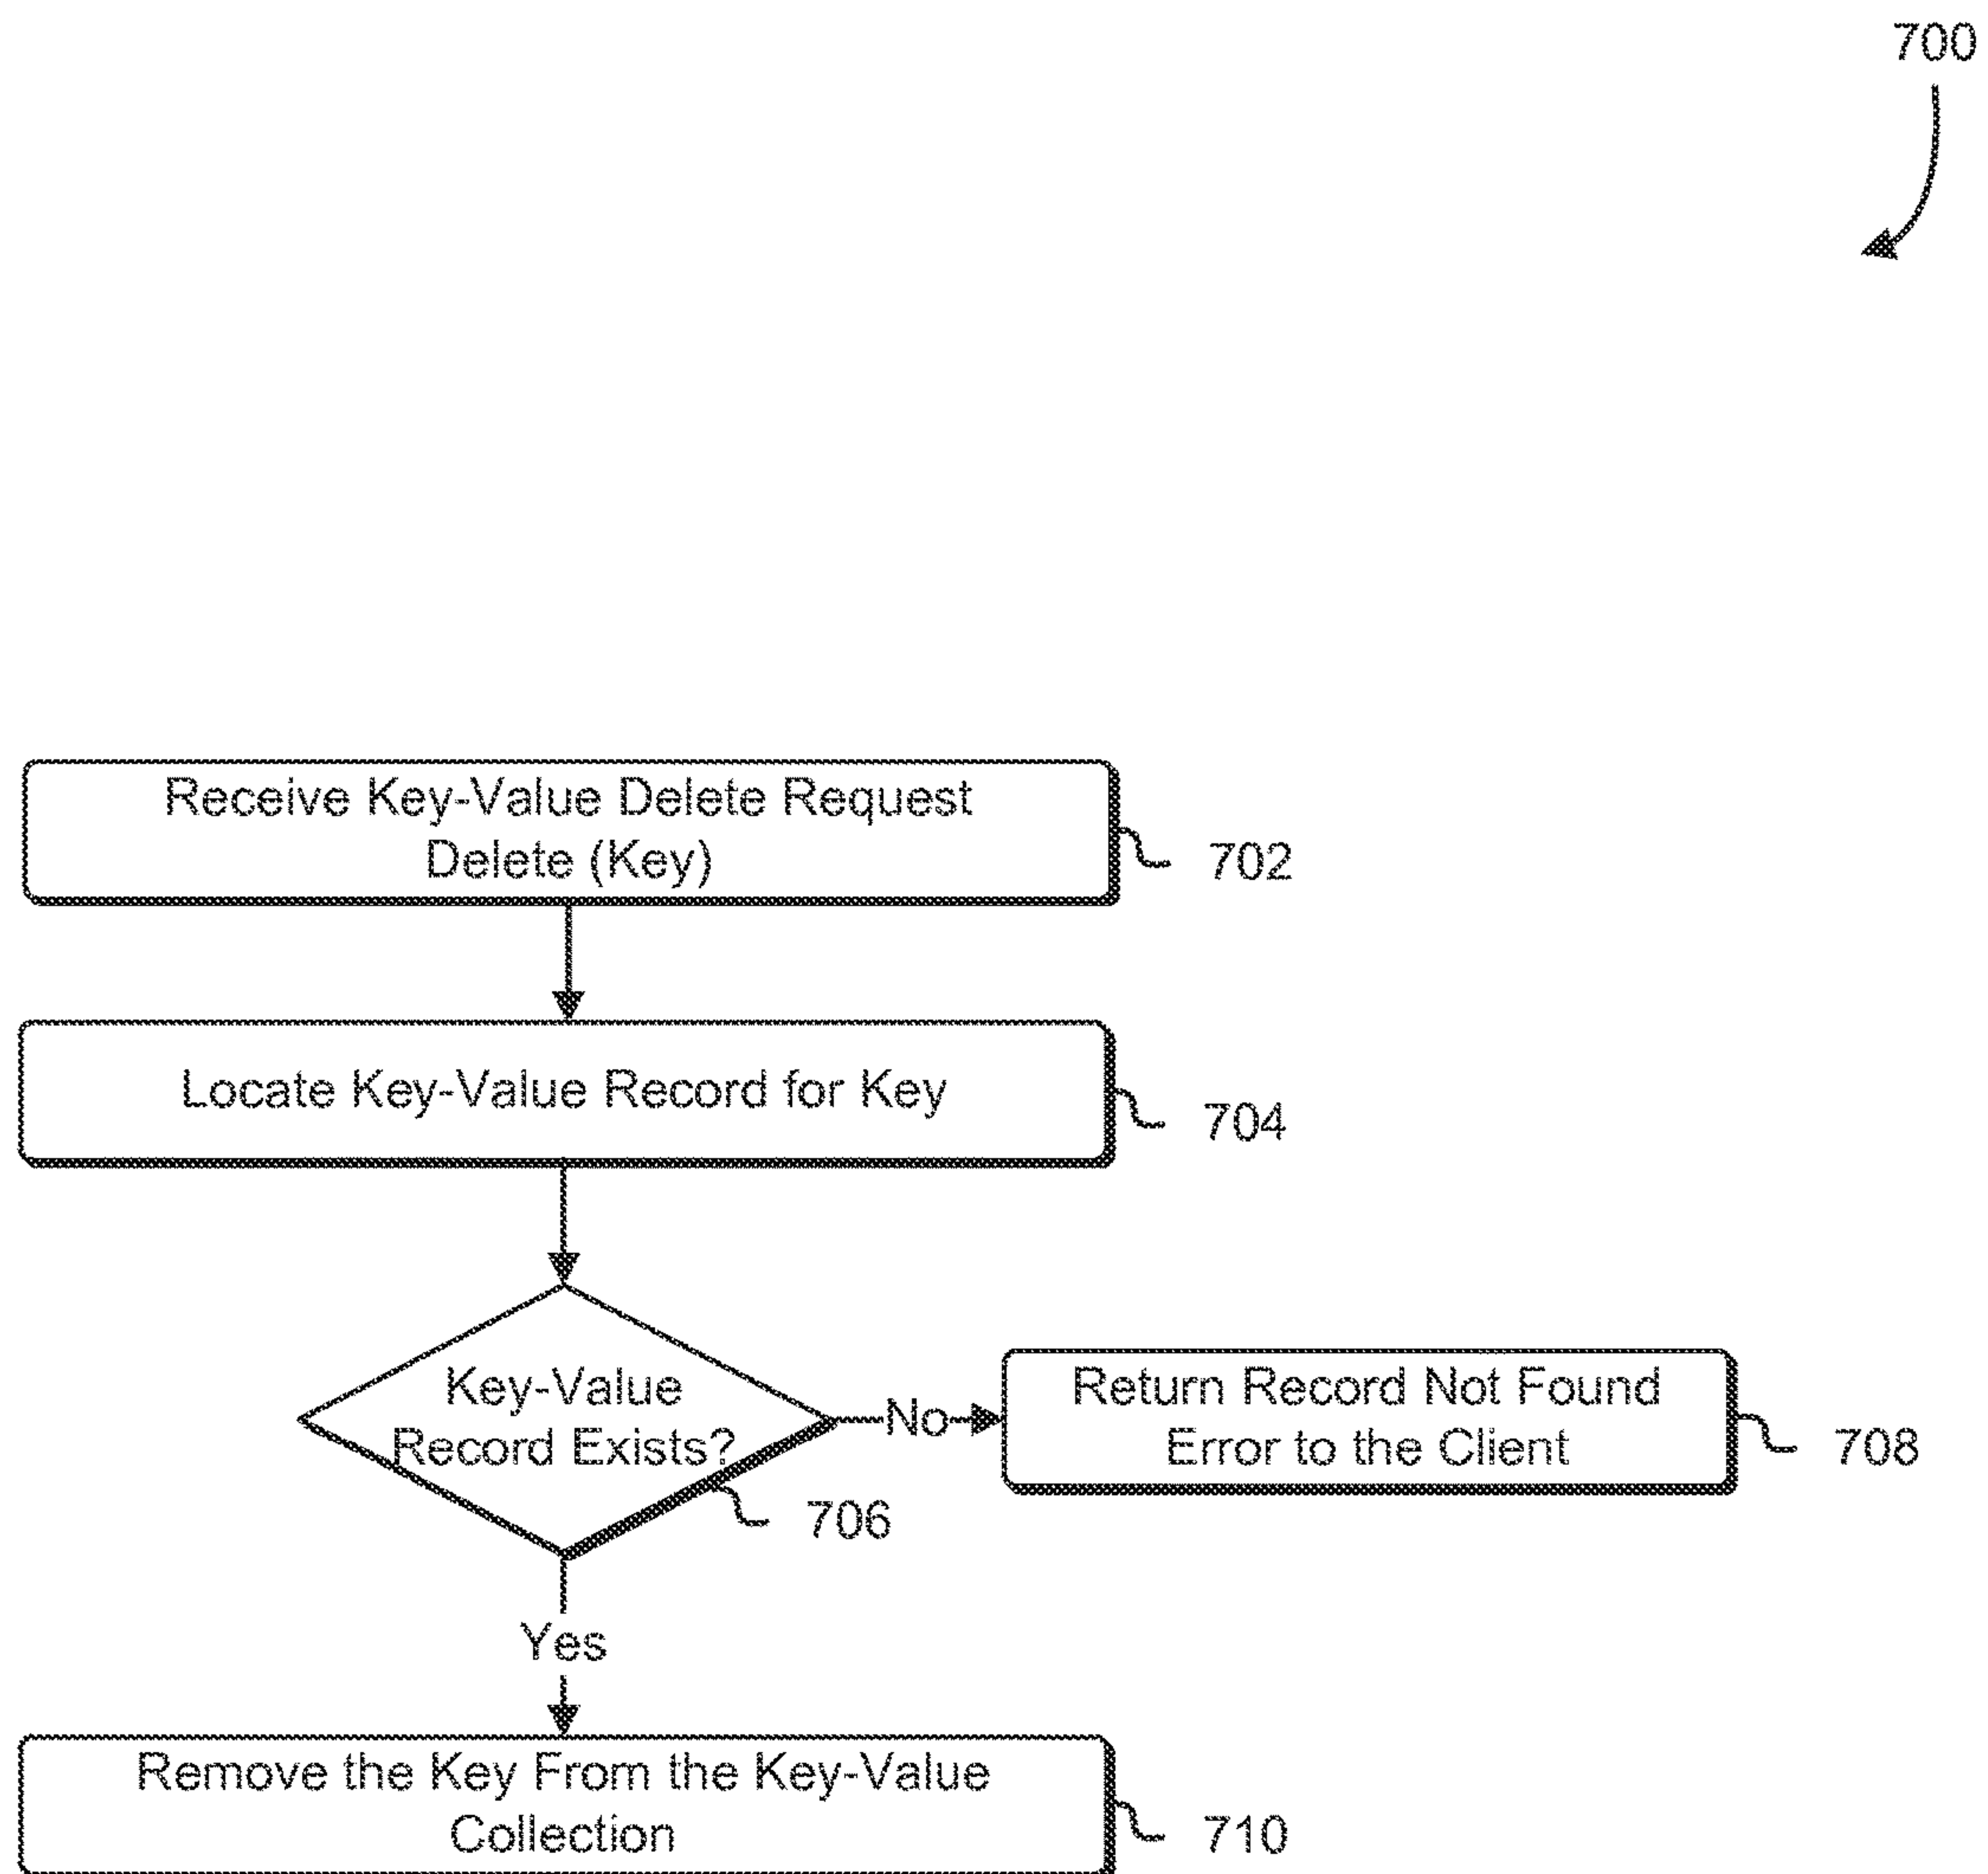 700
Receive Key-Value Delete Request
Delete (Key)
702
Locate Key-Value Record for Key
704
Key-Value
Record Exists?
No
Return Record Not Found
Error to the Client
708
706
Yes
Remove the Key From the Key-Value
Collection
710